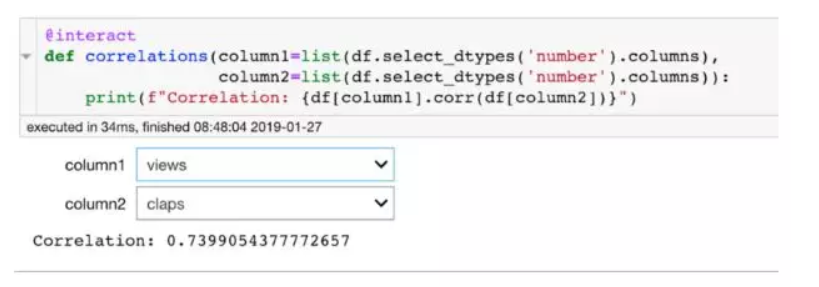 @interact
def correlations(column1=list(df.select_dtypes('number').columns),
column2=list(df.select_dtypes('number').columns)):
print(f"Correlation: {df[column1].corr(df[column2])}")
executed in 34ms, finished 08:48:04 2019-01-27
column1 views
column2 claps
Correlation: 0.7399054377772657